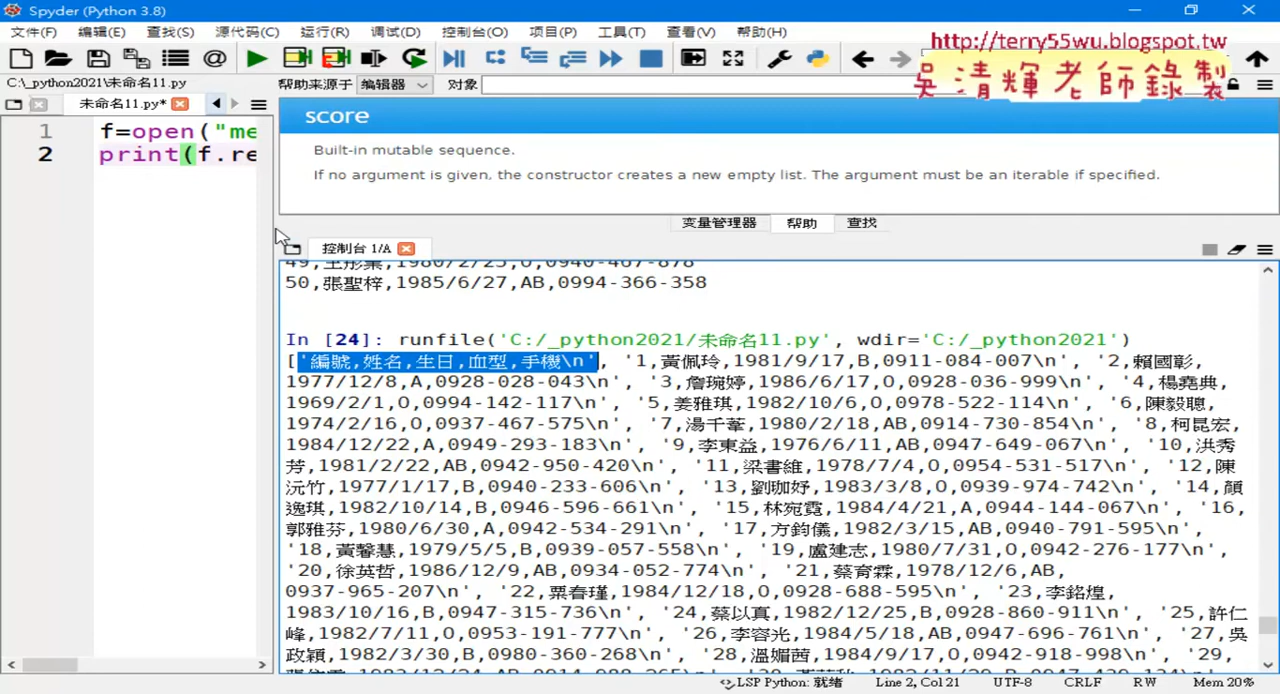 Spyder (Python 3.8)
文件(F) 编辑(E) 查找(S) 源代码(C) 运行(R) 调试(D) 控制台(O) 项目(P) 工具(T) 查看(V) 帮助(H)
http://terry55wu.blogspot.tw
吳清輝老師錄製
C:\_python2021\未命名11.py
帮助来源于 编辑器 对象
未命名11.py*
1 f=open("me
2 print(f.re
score
Built-in mutable sequence.
If no argument is given, the constructor creates a new empty list. The argument must be an iterable if specified.
变量管理器 帮助 查找
控制台 1/A
50,張聖梓,1985/6/27,AB,0994-366-358
In [24]: runfile('C:/_python2021/未命名11.py', wdir='C:/_python2021')
['編號,姓名,生日,血型,手機\n', '1,黃佩玲,1981/9/17,B,0911-084-007\n', '2,賴國彰,
1977/12/8,A,0928-028-043\n', '3,詹琬婷,1986/6/17,O,0928-036-999\n', '4,楊堯典,
1969/2/1,O,0994-142-117\n', '5,姜雅琪,1982/10/6,O,0978-522-114\n', '6,陳毅聰,
1974/2/16,O,0937-467-575\n', '7,湯千葦,1980/2/18,AB,0914-730-854\n', '8,柯昆宏,
1984/12/22,A,0949-293-183\n', '9,李東益,1976/6/11,AB,0947-649-067\n', '10,洪秀
芳,1981/2/22,AB,0942-950-420\n', '11,梁書維,1978/7/4,O,0954-531-517\n', '12,陳
沅竹,1977/1/17,B,0940-233-606\n', '13,劉珈妤,1983/3/8,O,0939-974-742\n', '14,顏
逸琪,1982/10/14,B,0946-596-661\n', '15,林宛霓,1984/4/21,A,0944-144-067\n', '16,
郭雅芬,1980/6/30,A,0942-534-291\n', '17,方鈞儀,1982/3/15,AB,0940-791-595\n',
'18,黃馨慧,1979/5/5,B,0939-057-558\n', '19,盧建志,1980/7/31,O,0942-276-177\n',
'20,徐英哲,1986/12/9,AB,0934-052-774\n', '21,蔡育霖,1978/12/6,AB,
0937-965-207\n', '22,粟春瑾,1984/12/18,O,0928-688-595\n', '23,李銘煌,
1983/10/16,B,0947-315-736\n', '24,蔡以真,1982/12/25,B,0928-860-911\n', '25,許仁
峰,1982/7/11,O,0953-191-777\n', '26,李容光,1984/5/18,AB,0947-696-761\n', '27,吳
政穎,1982/3/30,B,0980-360-268\n', '28,溫媚茜,1984/9/17,O,0942-918-998\n', '29,
LSP Python: 就绪 Line 2, Col 21 UTF-8 CRLF RW Mem 20%